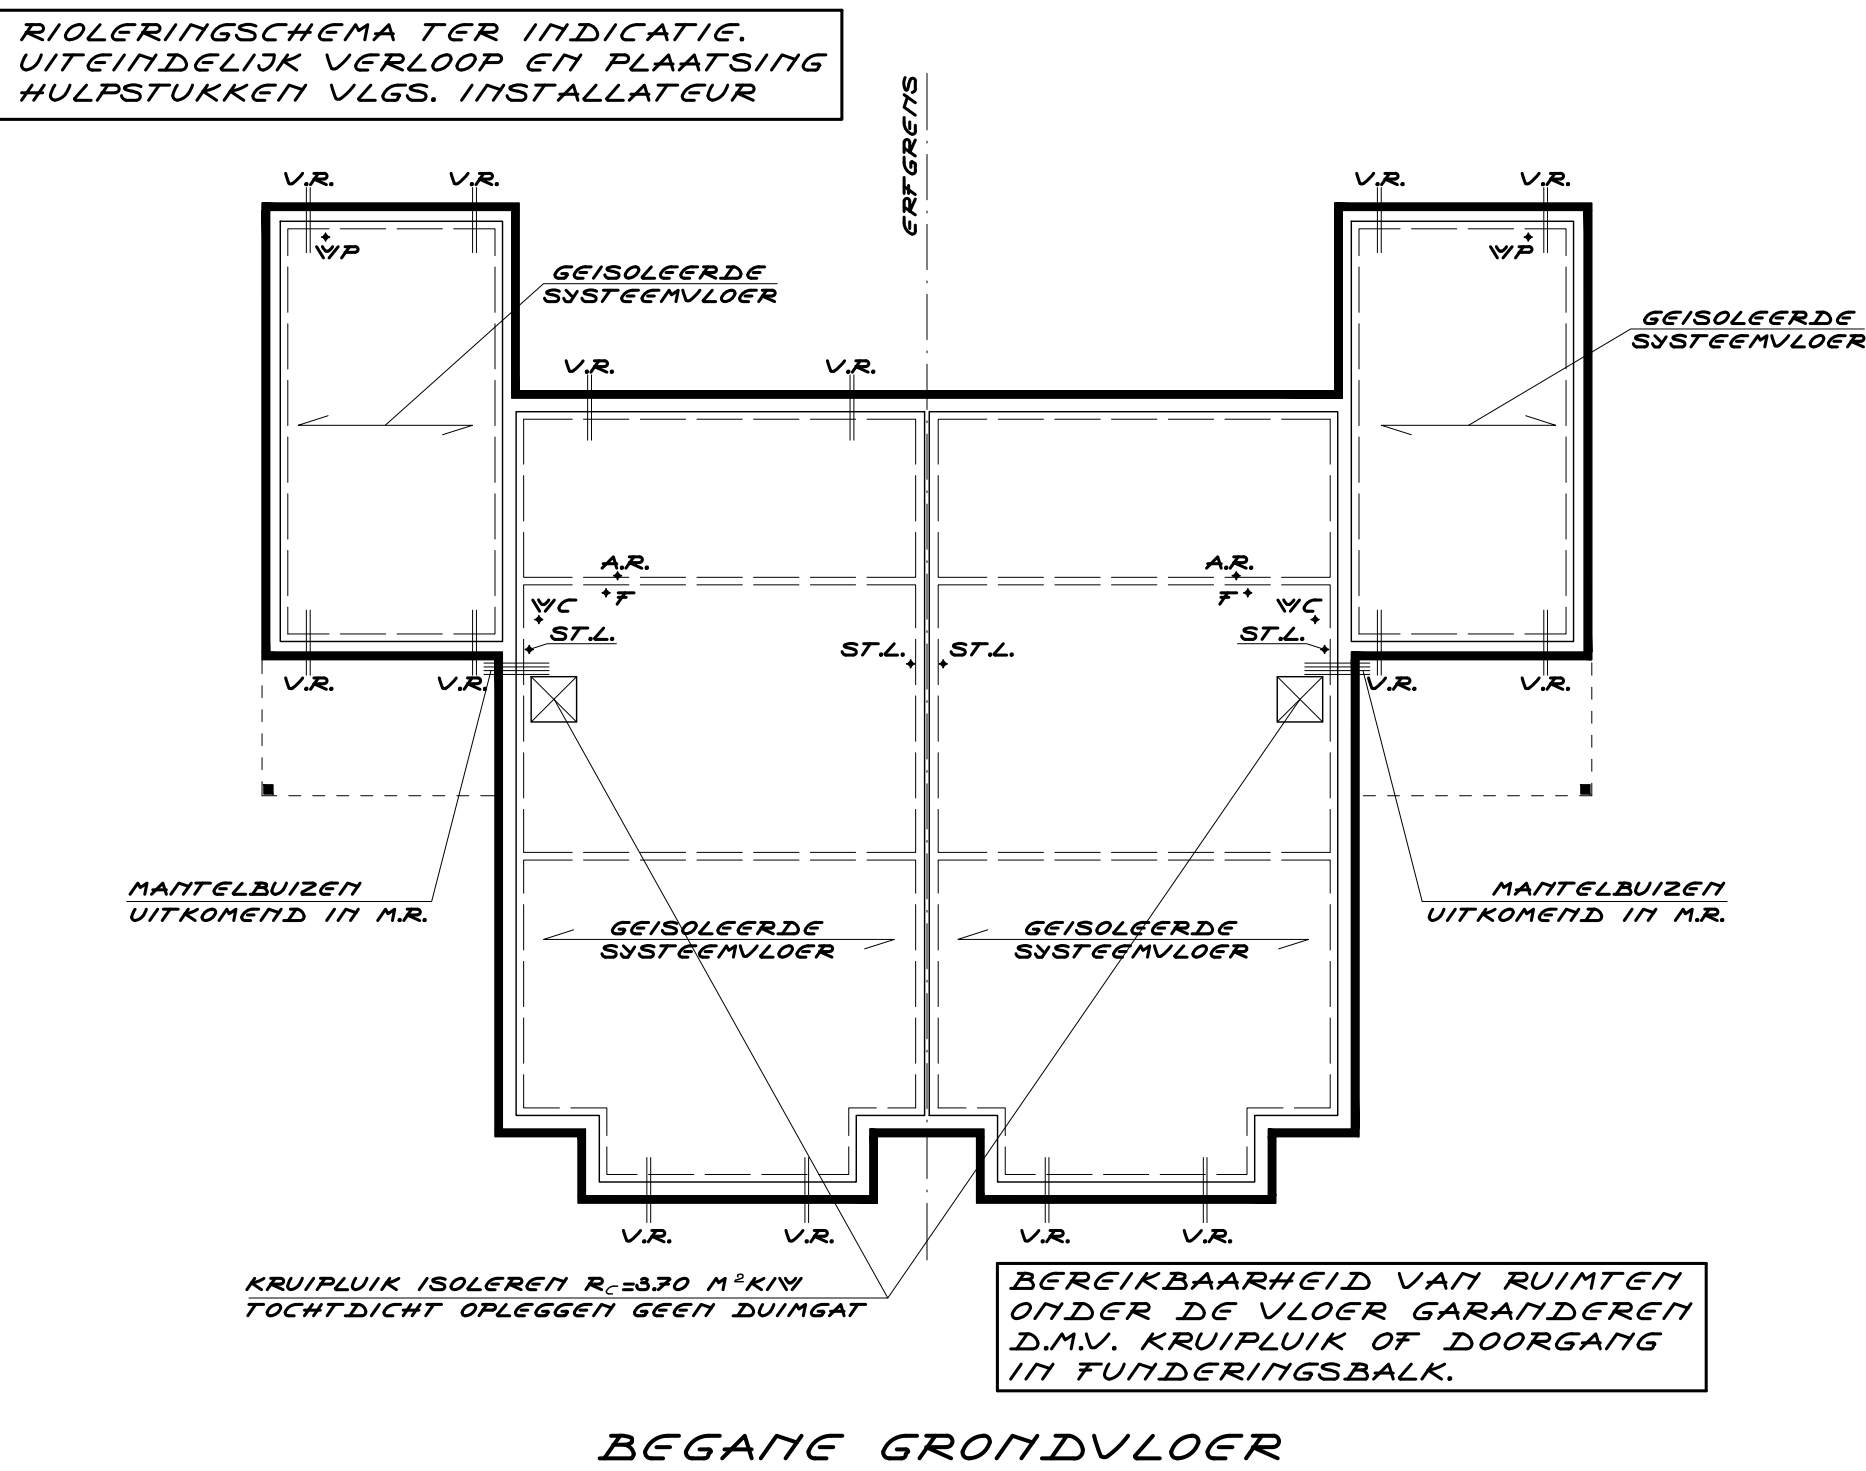 RIOLERINGSCHEMA TER INDICATIE.
UITEINDELIJK VERLOOP EN PLAATSING
HULPSTUKKEN VLGS. INSTALLATEUR
ERFGRENS
V.R.
V.R.
V.R.
V.R.
WP
WP
GEISOLEERDE
SYSTEEMVLOER
GEISOLEERDE
SYSTEEMVLOER
V.R.
V.R.
A.R.
F
WC
ST.L.
ST.L.
ST.L.
A.R.
F
WC
ST.L.
V.R.
V.R.
V.R.
V.R.
MANTELBUIZEN
UITKOMEND IN M.R.
MANTELBUIZEN
UITKOMEND IN M.R.
GEISOLEERDE
SYSTEEMVLOER
GEISOLEERDE
SYSTEEMVLOER
V.R.
V.R.
V.R.
V.R.
KRUIPLUIK ISOLEREN Rc=3.70 M²K/W
TOCHTDICHT OPLEGGEN GEEN DUIMGAT
BEREIKBAARHEID VAN RUIMTEN
ONDER DE VLOER GARANDEREN
D.M.V. KRUIPLUIK OF DOORGANG
IN FUNDERINGSBALK.
BEGANE GRONDVLOER